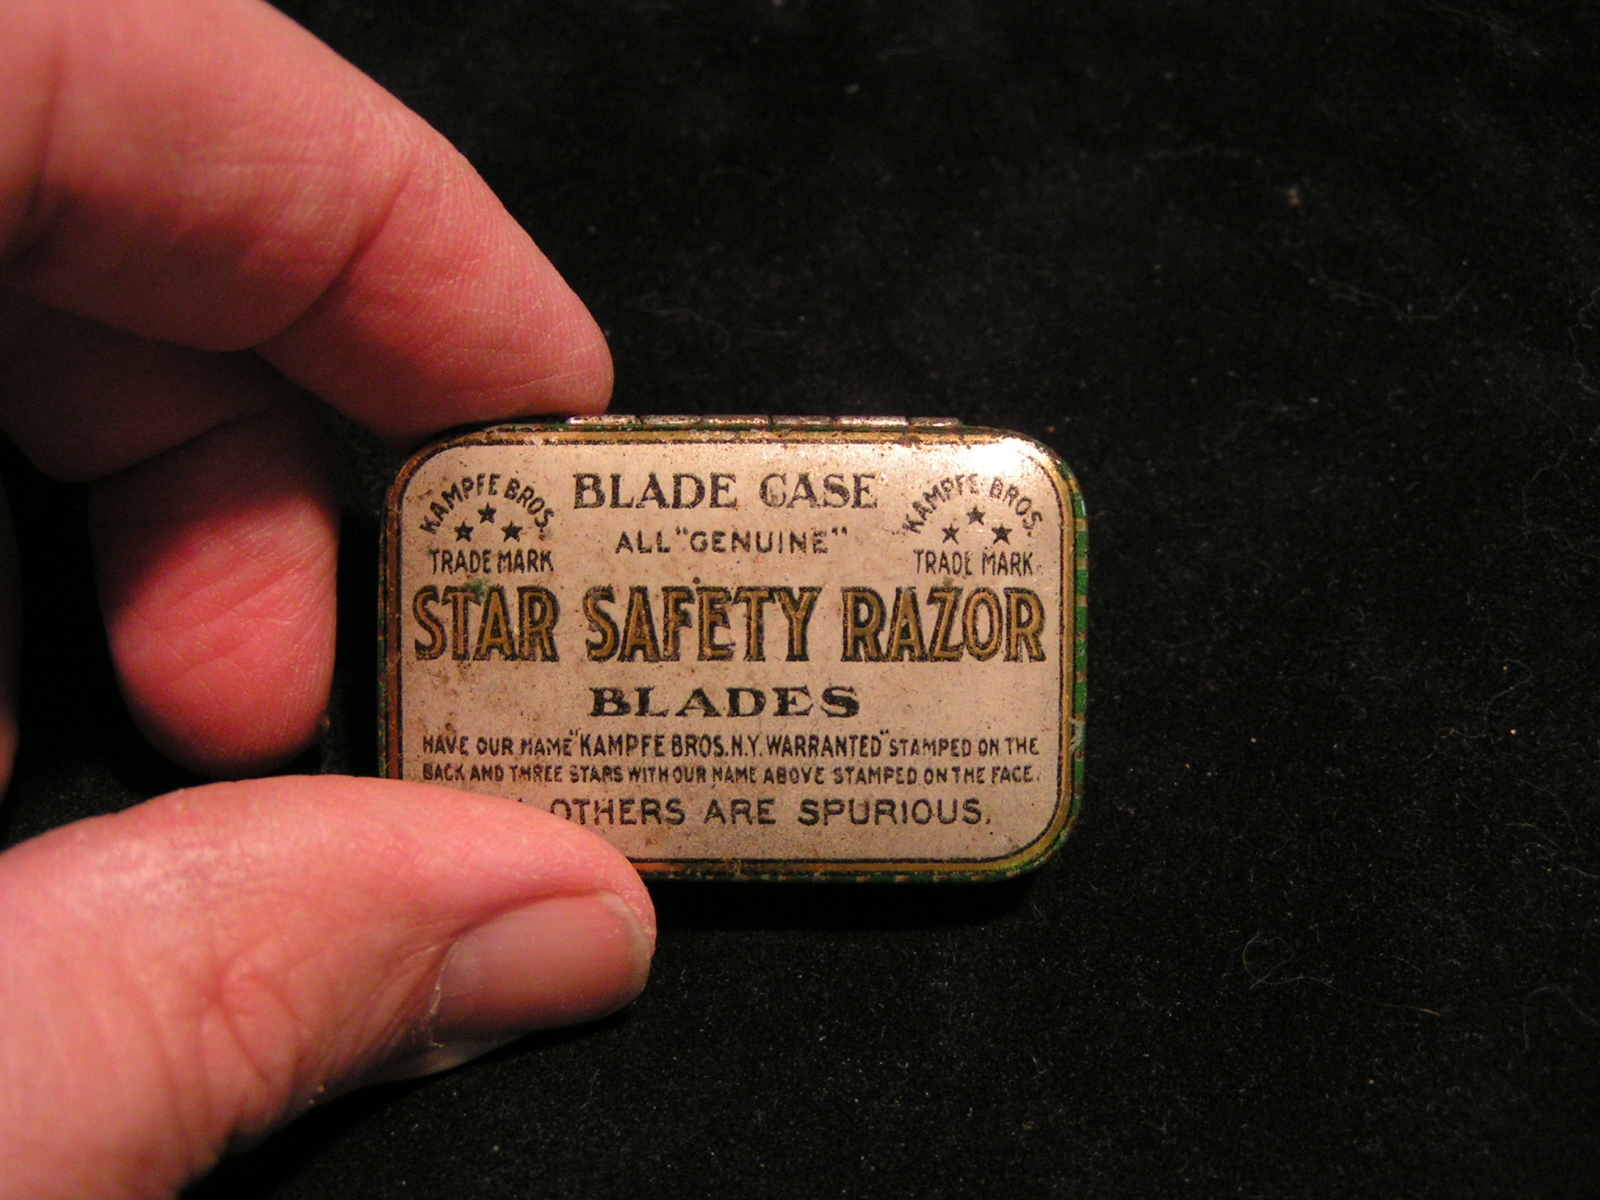 KAMPFE BROS.
TRADE MARK
BLADE CASE
ALL "GENUINE"
KAMPFE BROS.
TRADE MARK
STAR SAFETY RAZOR
BLADES
HAVE OUR NAME "KAMPFE BROS. N.Y. WARRANTED" STAMPED ON THE
BACK AND THREE STARS WITH OUR NAME ABOVE STAMPED ON THE FACE.
OTHERS ARE SPURIOUS.